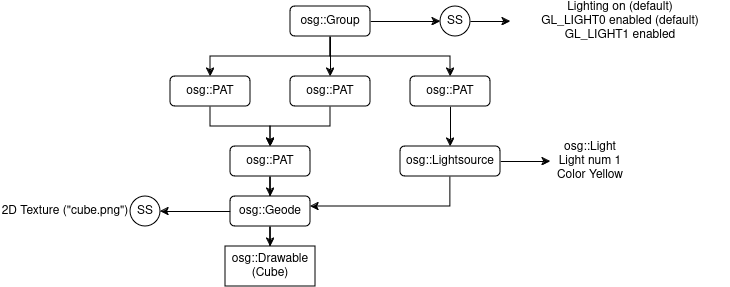 Lighting on (default)
osg::Group
SS
GL_LIGHT0 enabled (default)
GL_LIGHT1 enabled
osg::PAT
osg::PAT
osg::PAT
osg::PAT
osg::Lightsource
osg::Light
Light num 1
Color Yellow
2D Texture ("cube.png")
SS
osg::Geode
osg::Drawable
(Cube)